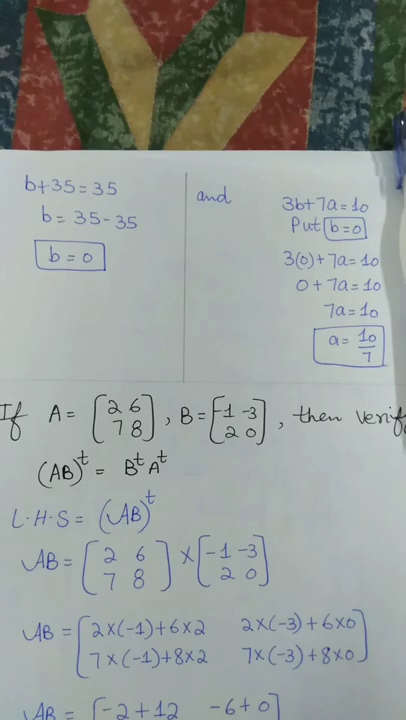 b+35=35
b= 35-35
b=0
and
3b+7a=10
Put b=0
3(0)+7a=10
0+7a=10
7a=10
a= 10/7
If A= [2 6 , B= [-1 -3 , then verify
7 8] 2 0]
(AB)^t = B^t A^t
L.H.S = (AB)^t
AB= [2 6 × [-1 -3
7 8] 2 0]
AB= [2×(-1)+6×2 2×(-3)+6×0
7×(-1)+8×2 7×(-3)+8×0]
AB= [-2+12 -6+0]